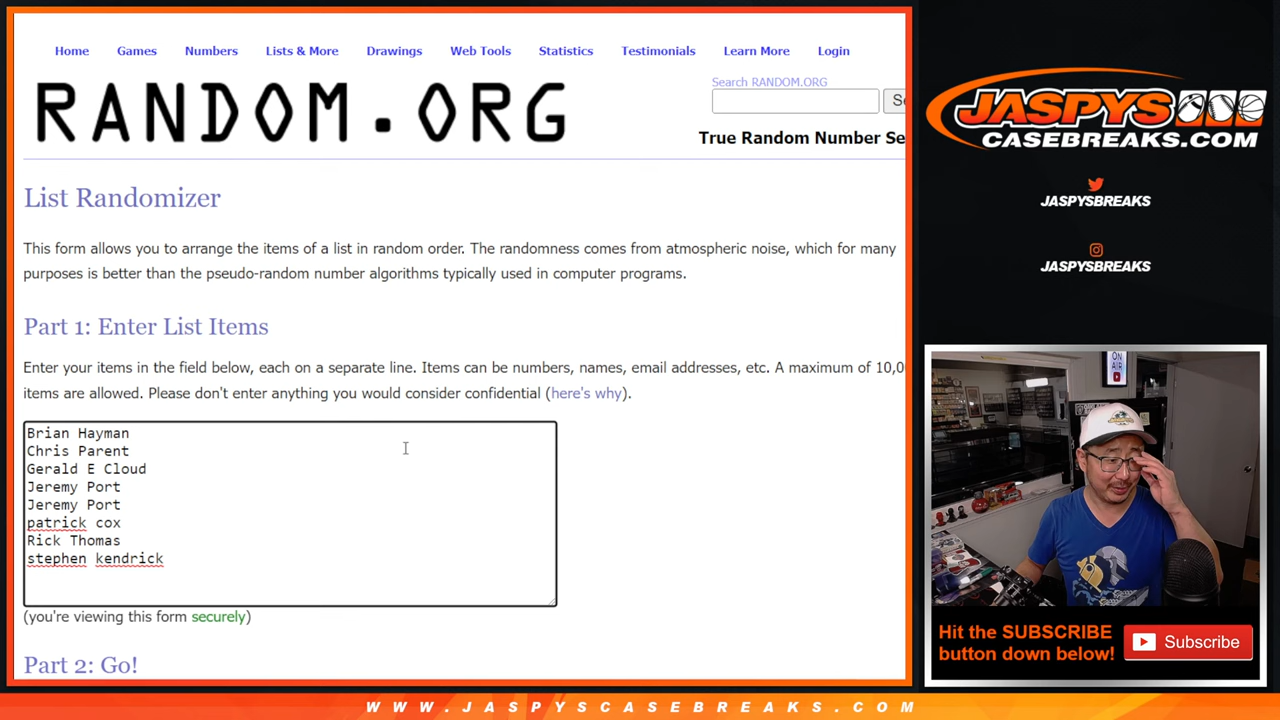 Home Games Numbers Lists & More Drawings Web Tools Statistics Testimonials Learn More Login
RANDOM.ORG
Search RANDOM.ORG
True Random Number Se
List Randomizer
This form allows you to arrange the items of a list in random order. The randomness comes from atmospheric noise, which for many
purposes is better than the pseudo-random number algorithms typically used in computer programs.
Part 1: Enter List Items
Enter your items in the field below, each on a separate line. Items can be numbers, names, email addresses, etc. A maximum of 10,0
items are allowed. Please don't enter anything you would consider confidential (here's why).
Brian Hayman
Chris Parent
Gerald E Cloud
Jeremy Port
Jeremy Port
patrick cox
Rick Thomas
stephen kendrick
(you're viewing this form securely)
Part 2: Go!
JASPYS
CASEBREAKS.COM
JASPYSBREAKS
JASPYSBREAKS
ON
AIR
Hit the SUBSCRIBE
button down below!
Subscribe
WWW.JASPYSCASEBREAKS.COM